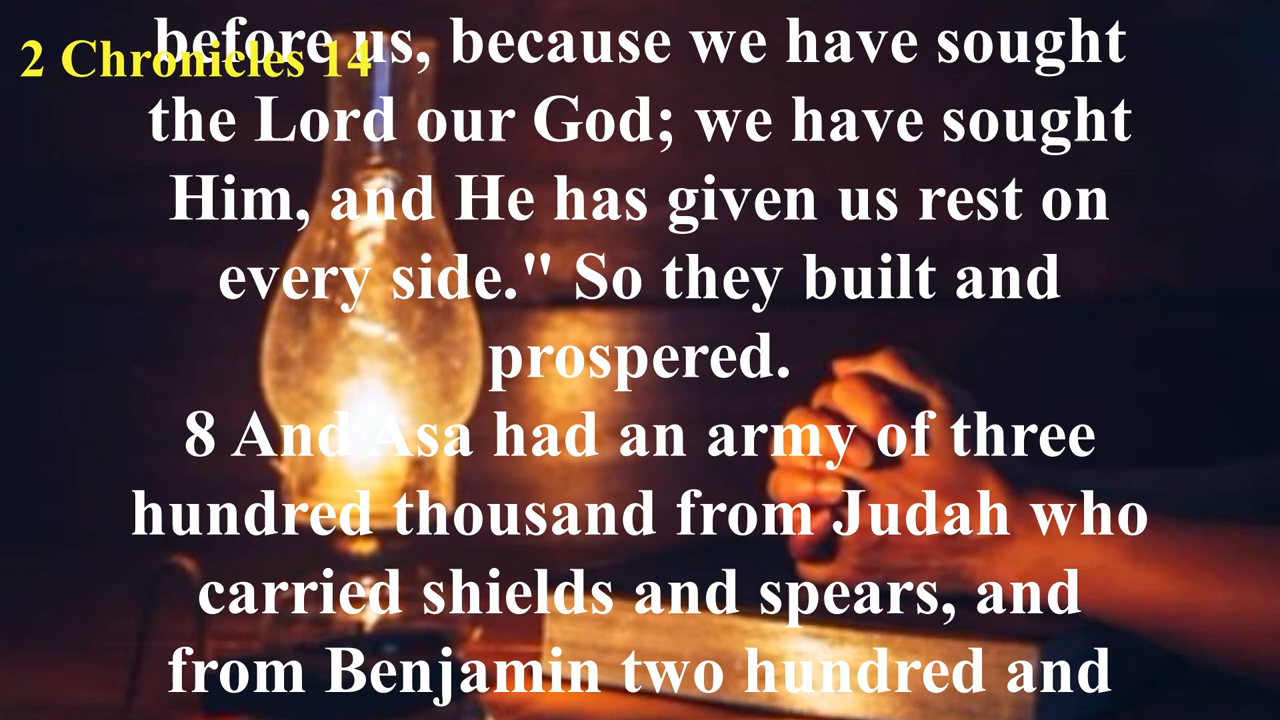 2 Chronicles 14
before us, because we have sought
the Lord our God; we have sought
Him, and He has given us rest on
every side." So they built and
prospered.
8 And Asa had an army of three
hundred thousand from Judah who
carried shields and spears, and
from Benjamin two hundred and